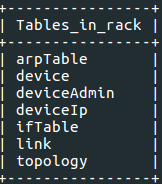 +----------------+
| Tables_in_rack |
+----------------+
| arpTable       |
| device         |
| deviceAdmin    |
| deviceIp       |
| ifTable        |
| link           |
| topology       |
+----------------+